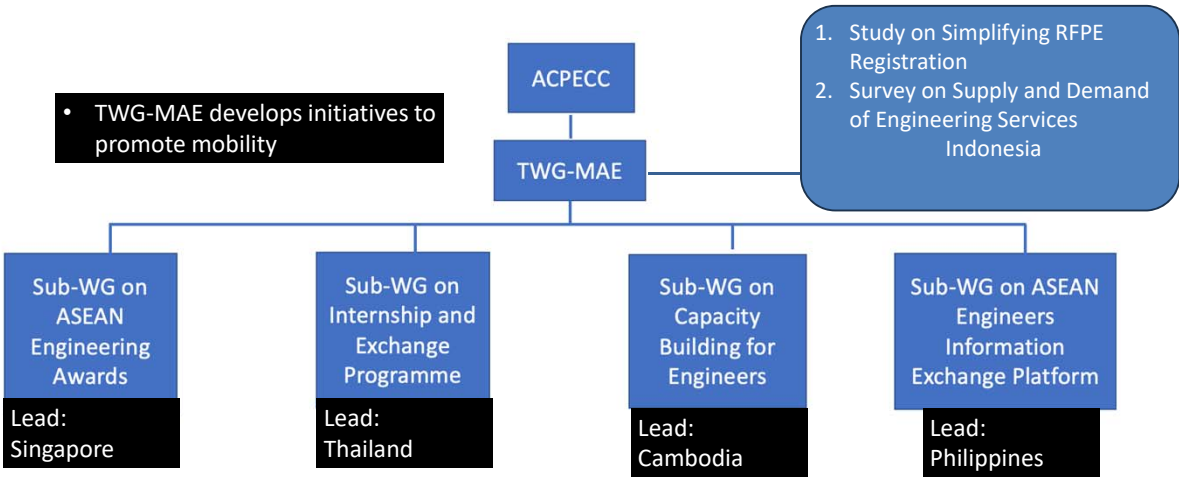 ACPECC
1. Study on Simplifying RFPE
Registration
2. Survey on Supply and Demand
of Engineering Services
Indonesia
• TWG-MAE develops initiatives to
promote mobility
TWG-MAE
Sub-WG on
ASEAN
Engineering
Awards
Lead:
Singapore
Sub-WG on
Internship and
Exchange
Programme
Lead:
Thailand
Sub-WG on
Capacity
Building for
Engineers
Lead:
Cambodia
Sub-WG on ASEAN
Engineers
Information
Exchange Platform
Lead:
Philippines